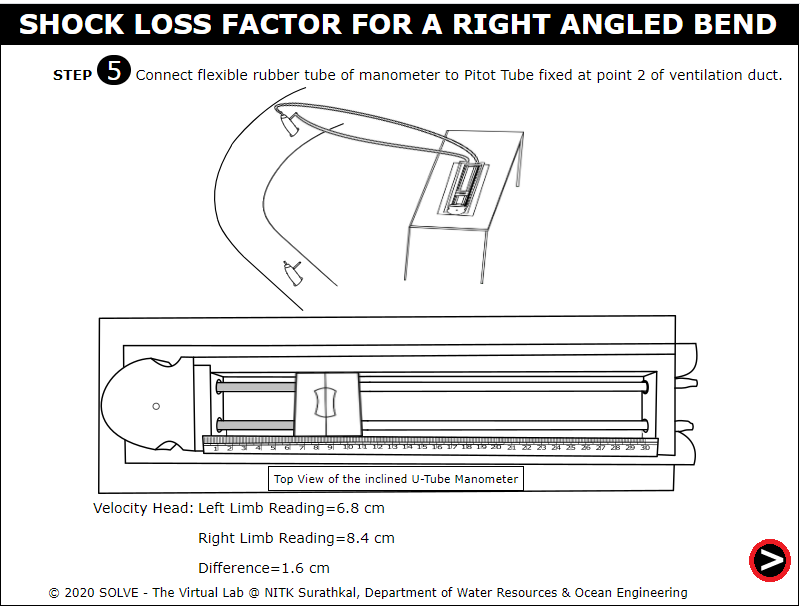 SHOCK LOSS FACTOR FOR A RIGHT ANGLED BEND
STEP 5 Connect flexible rubber tube of manometer to Pitot Tube fixed at point 2 of ventilation duct.
1 2 3 4 5 6 7 8 9 10 11 12 13 14 15 16 17 18 19 20 21 22 23 24 25 26 27 28 29 30
Top View of the inclined U-Tube Manometer
Velocity Head: Left Limb Reading=6.8 cm
Right Limb Reading=8.4 cm
Difference=1.6 cm
© 2020 SOLVE - The Virtual Lab @ NITK Surathkal, Department of Water Resources & Ocean Engineering